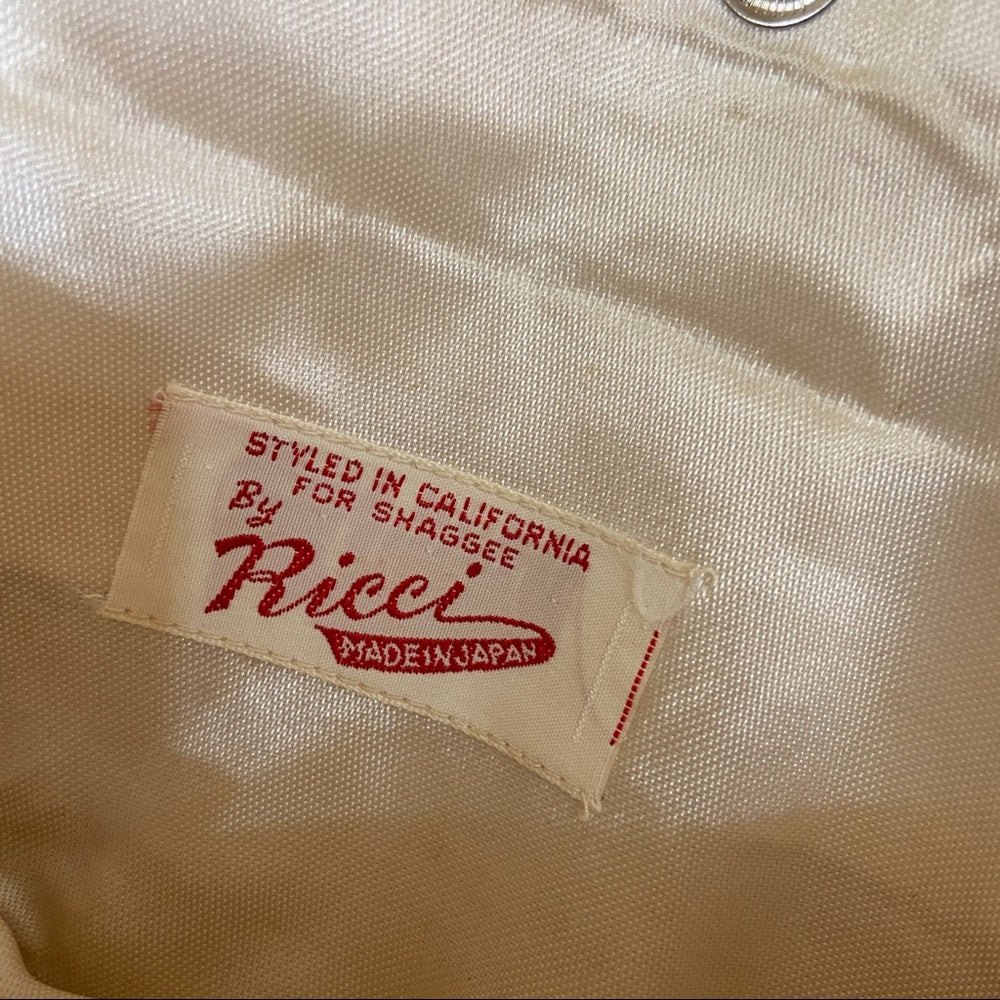 STYLED IN CALIFORNIA
FOR SHAGGEE
By
Ricci
MADE IN JAPAN